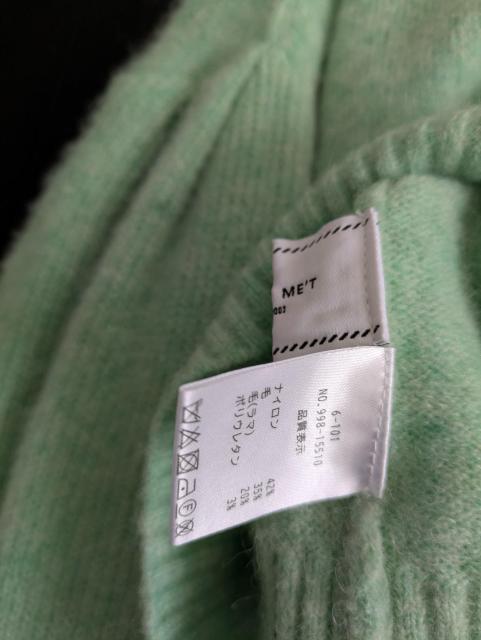 ME'T
003
6-101
NO.998-15510
品質表示
ナイロン 42%
毛 35%
毛(ラマ) 20%
ポリウレタン 3%